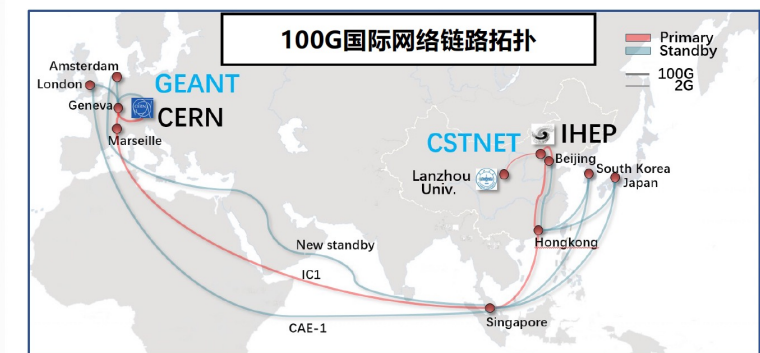 100G国际网络链路拓扑
Primary
Standby
100G
2G
Amsterdam
London
GEANT
Geneva
CERN
Marseille
CSTNET
IHEP
Beijing
South Korea
Japan
Lanzhou
Univ.
Hongkong
New standby
IC1
CAE-1
Singapore